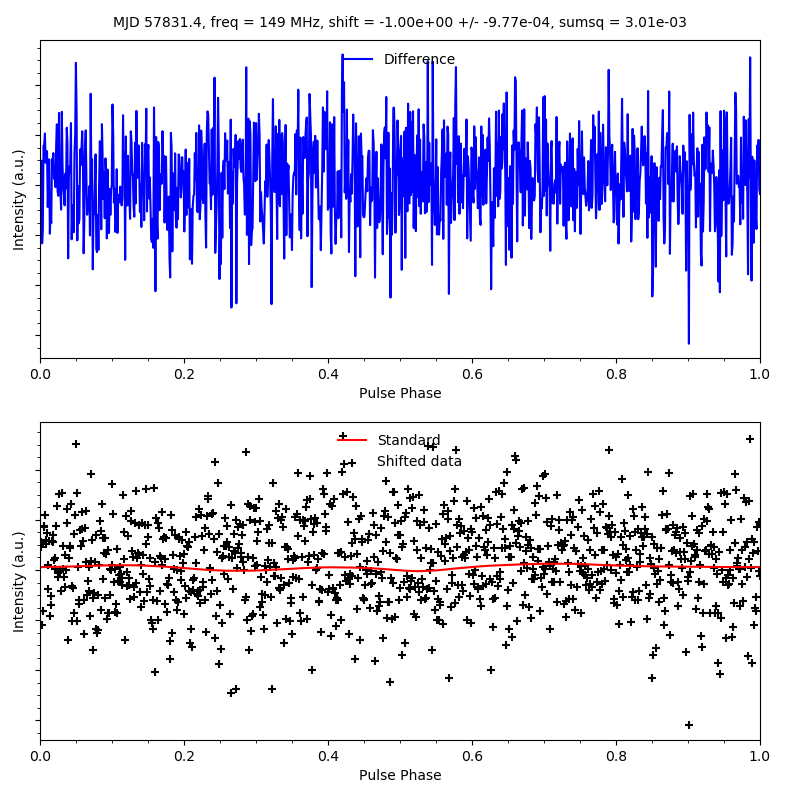 MJD 57831.4, freq = 149 MHz, shift = -1.00e+00 +/- -9.77e-04, sumsq = 3.01e-03
Difference
Intensity (a.u.)
0.0 0.2 0.4 0.6 0.8 1.0
Pulse Phase
Standard
Shifted data
Intensity (a.u.)
0.0 0.2 0.4 0.6 0.8 1.0
Pulse Phase